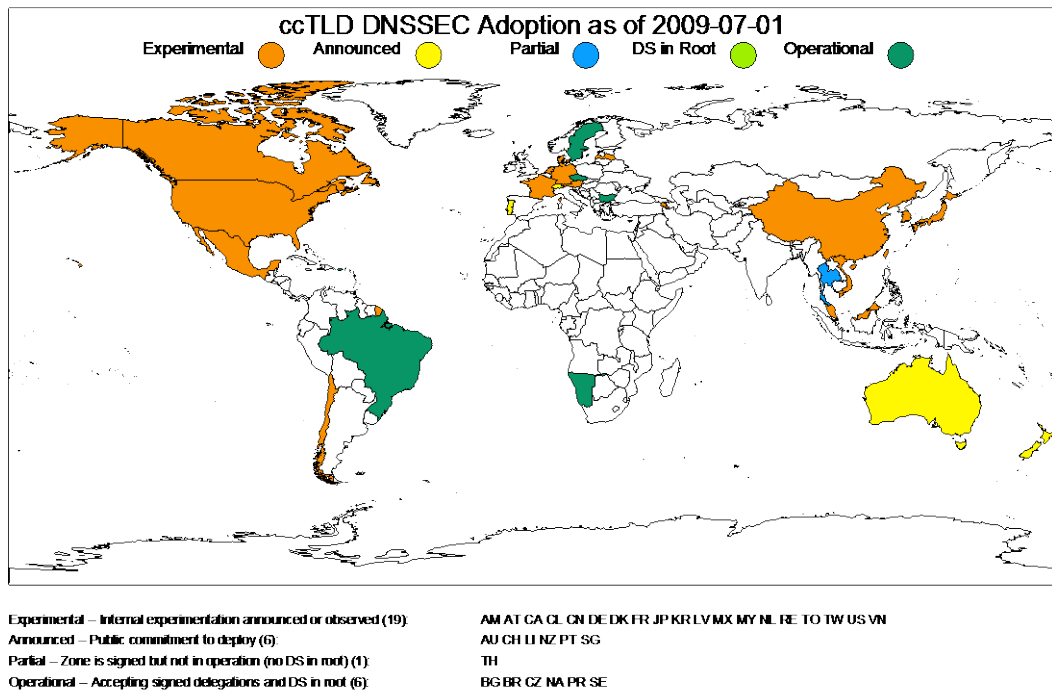 ccTLD DNSSEC Adoption as of 2009-07-01
Experimental Announced Partial DS in Root Operational
Experimental – Internal experimentation announced or observed (19): AM AT CA CL CN DE DK FR JP KR LV MX MY NL RE TO TW US VN
Announced – Public commitment to deploy (6): AU CH LI NZ PT SG
Partial – Zone is signed but not in operation (no DS in root) (1): TH
Operational – Accepting signed delegations and DS in root (6): BG BR CZ NA PR SE